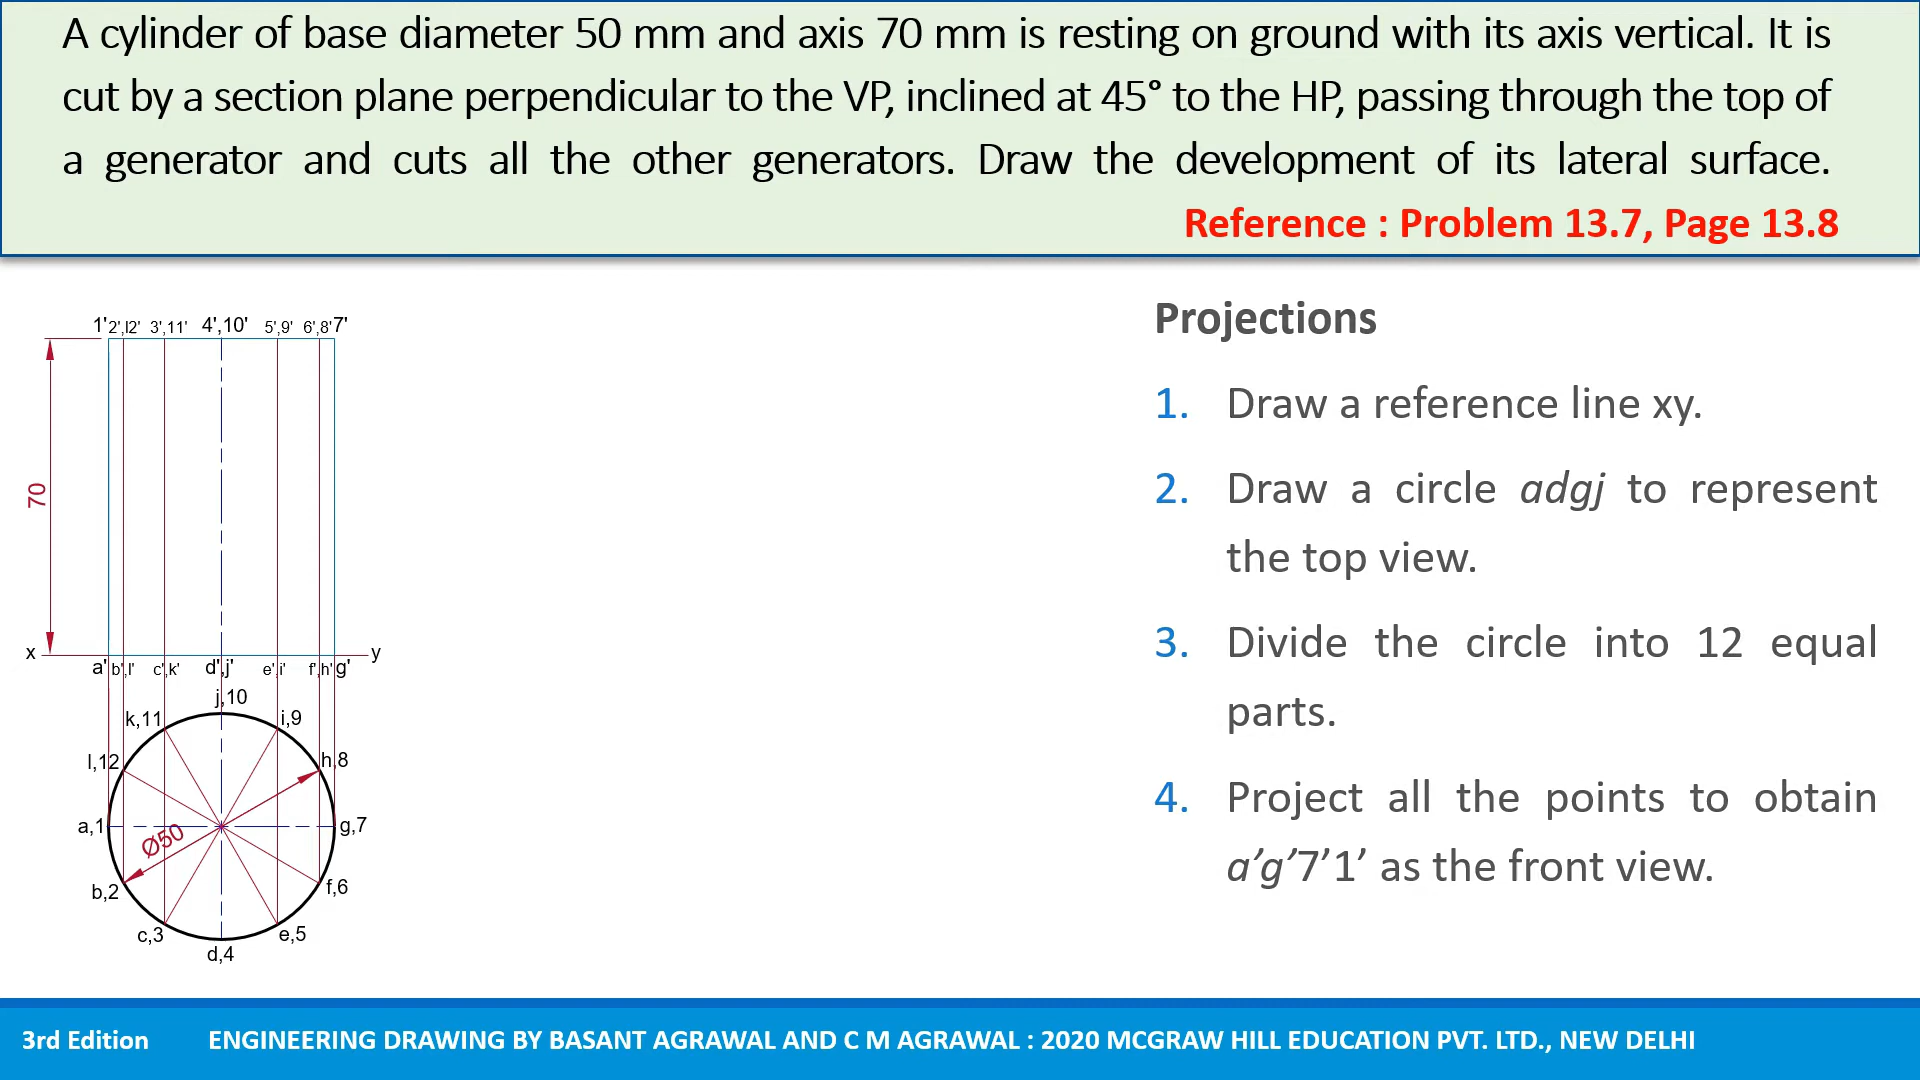 A cylinder of base diameter 50 mm and axis 70 mm is resting on ground with its axis vertical. It is
cut by a section plane perpendicular to the VP, inclined at 45° to the HP, passing through the top of
a generator and cuts all the other generators. Draw the development of its lateral surface.
Reference : Problem 13.7, Page 13.8
1' 2',l2' 3',11' 4',10' 5',9' 6',8' 7'
70
x y
a' b',l' c',k' d',j' e',i' f',h' g'
j,10
k,11 i,9
l,12 h,8
a,1 g,7
Ø50
b,2 f,6
c,3 e,5
d,4
Projections
1. Draw a reference line xy.
2. Draw a circle adgj to represent
the top view.
3. Divide the circle into 12 equal
parts.
4. Project all the points to obtain
a’g’7’1’ as the front view.
3rd Edition ENGINEERING DRAWING BY BASANT AGRAWAL AND C M AGRAWAL : 2020 MCGRAW HILL EDUCATION PVT. LTD., NEW DELHI